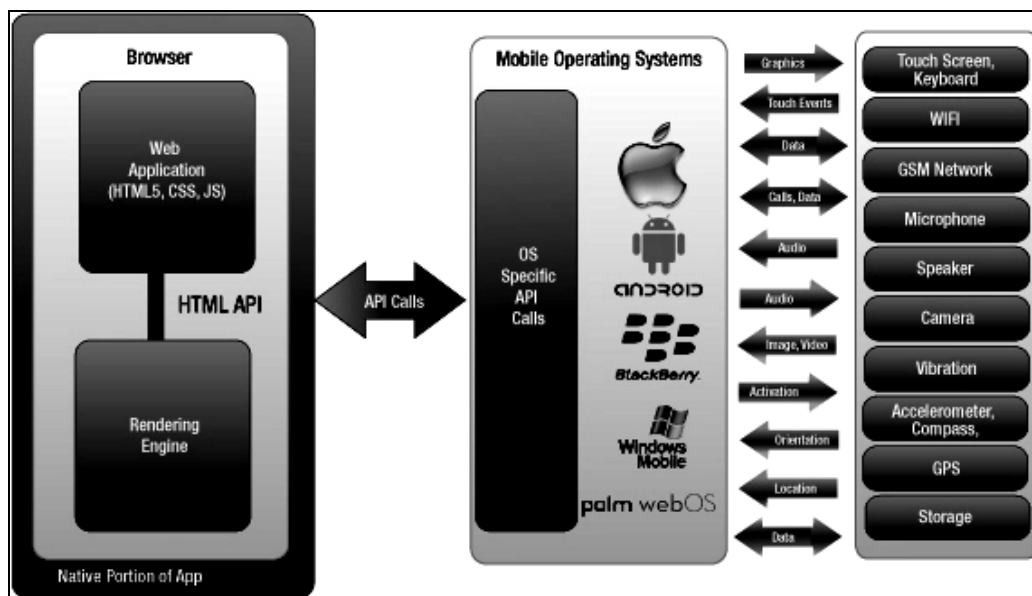 Browser
Web
Application
(HTML5, CSS, JS)
HTML API
Rendering
Engine
Native Portion of App
API Calls
Mobile Operating Systems
OS
Specific
API
Calls
ANDROID
BlackBerry.
Windows
Mobile
palm webOS
Graphics
Touch Events
Data
Calls, Data
Audio
Audio
Image, Video
Activation
Orientation
Location
Data
Touch Screen,
Keyboard
WIFI
GSM Network
Microphone
Speaker
Camera
Vibration
Accelerometer,
Compass,
GPS
Storage